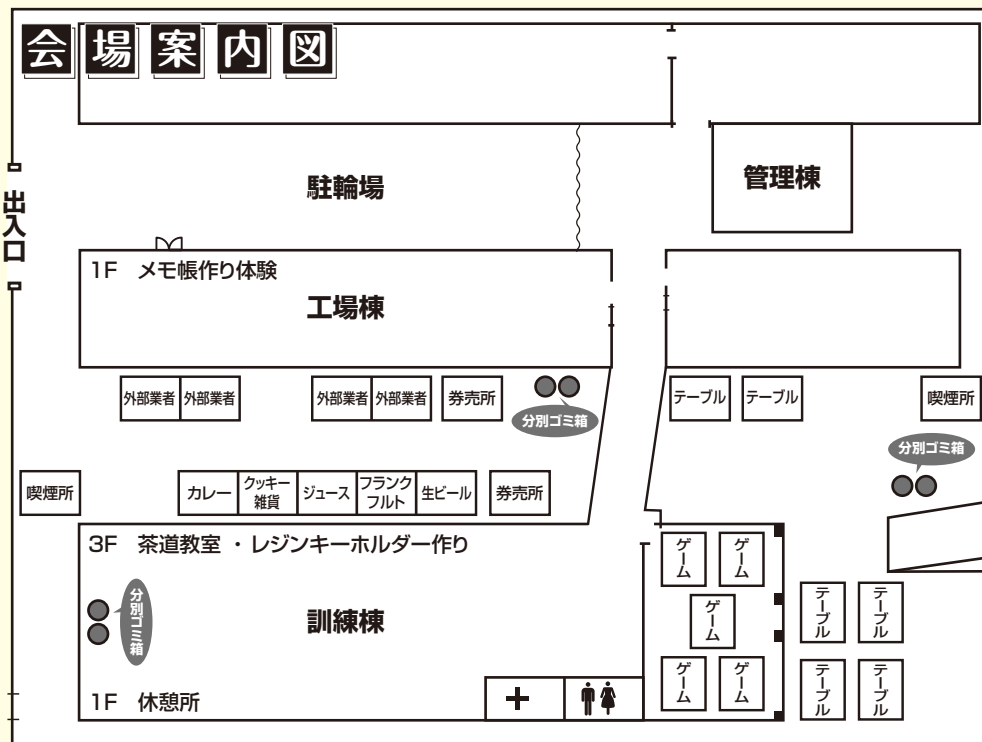 会場案内図
駐輪場
管理棟
出入口
1F　メモ帳作り体験
工場棟
外部業者
外部業者
外部業者
外部業者
券売所
分別ゴミ箱
テーブル
テーブル
喫煙所
分別ゴミ箱
喫煙所
カレー
クッキー
雑貨
ジュース
フランク
フルト
生ビール
券売所
3F　茶道教室 ・ レジンキーホルダー作り
分別ゴミ箱
訓練棟
1F　休憩所
ゲーム
ゲーム
ゲーム
ゲーム
ゲーム
テーブル
テーブル
テーブル
テーブル